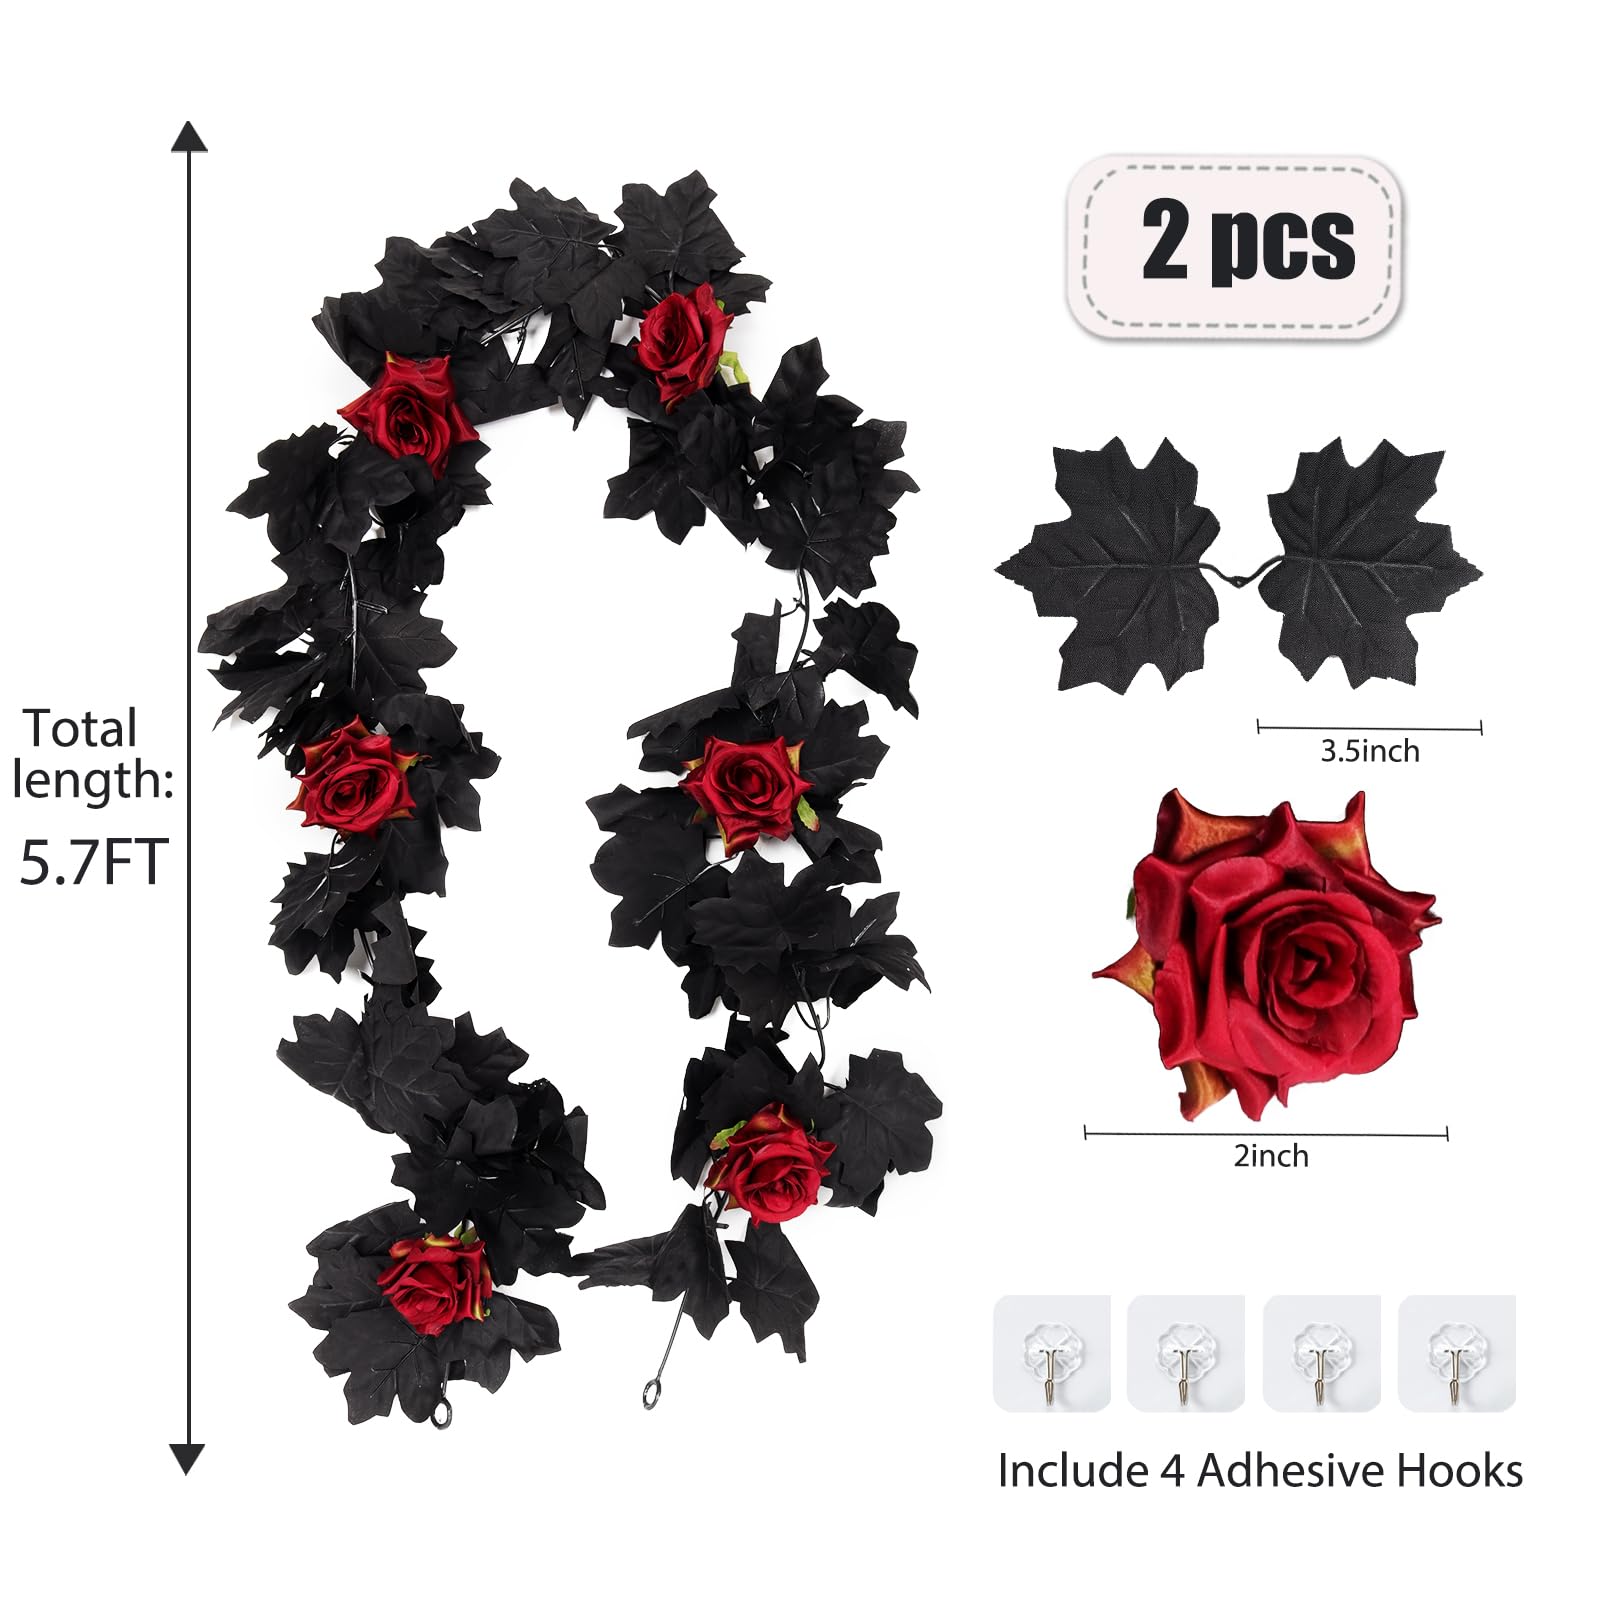 2 pcs
Total
length:
5.7FT
3.5inch
2inch
Include 4 Adhesive Hooks